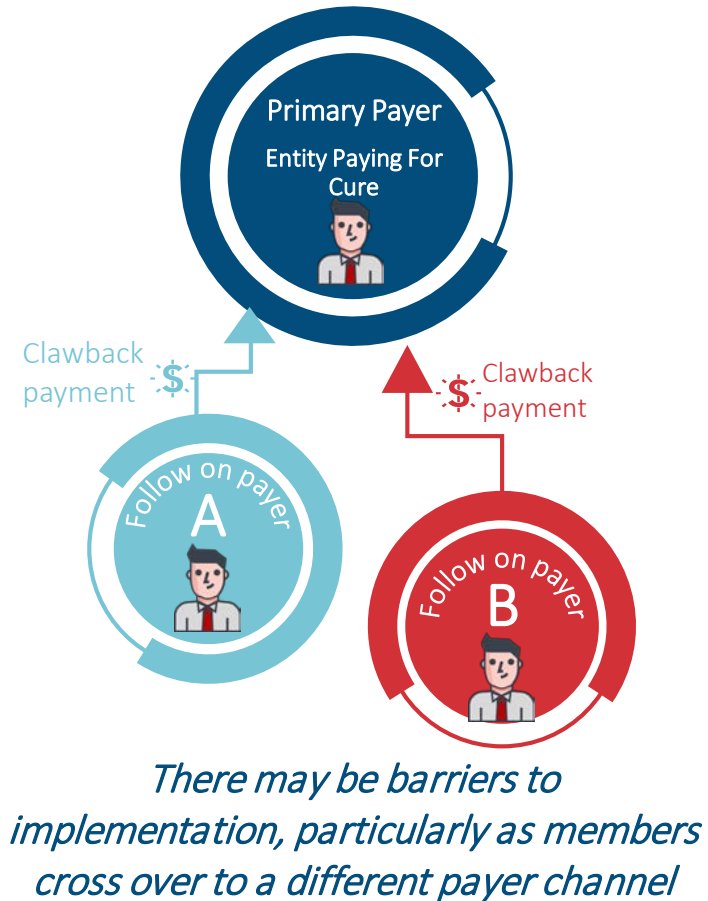 Primary Payer
Entity Paying For
Cure
Clawback
payment
$
$
Clawback
payment
Follow on payer
A
Follow on payer
B
There may be barriers to
implementation, particularly as members
cross over to a different payer channel